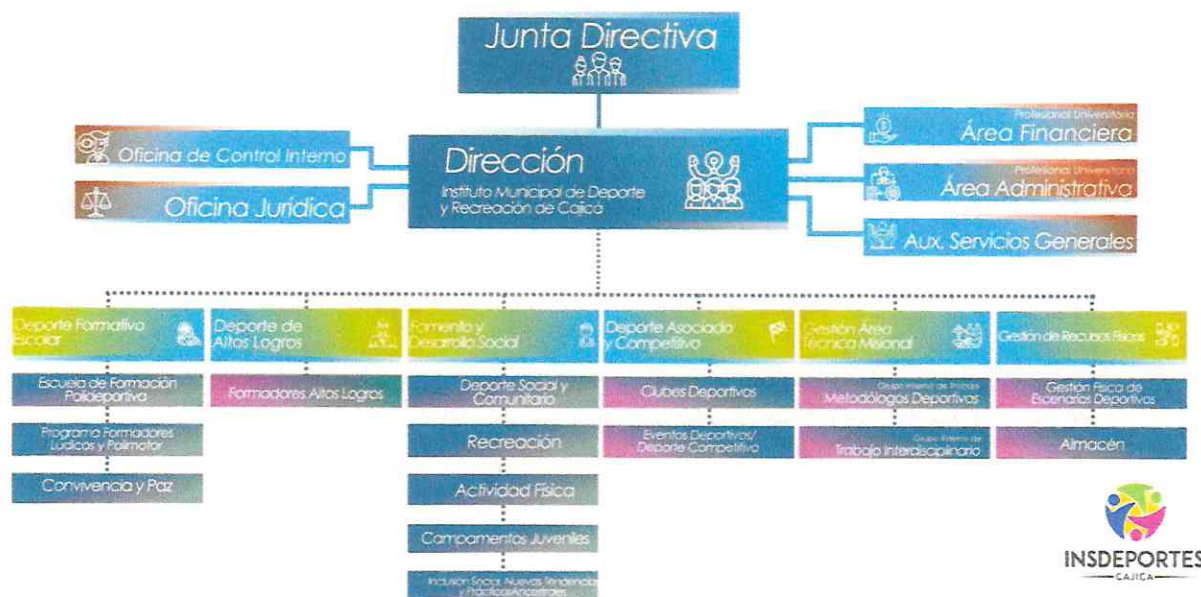 Junta Directiva
Oficina de Control Interno
Oficina Jurídica
Dirección
Instituto Municipal de Deporte
y Recreación de Cajicá
Profesional Universitario
Área Financiera
Profesional Universitario
Área Administrativa
Aux. Servicios Generales
Deporte Formativo
Escolar
Escuela de Formación
Polideportiva
Programa Formadores
Lúdicos y Polimotor
Convivencia y Paz
Deporte de
Altos Logros
Formadores Altos Logros
Fomento y
Desarrollo Social
Deporte Social y
Comunitario
Recreación
Actividad Física
Campamentos Juveniles
Inclusión Social, Nuevas Tendencias
y Prácticas Ancestrales
Deporte Asociado
y Competitivo
Clubes Deportivos
Eventos Deportivos/
Deporte Competitivo
Gestión Área
Técnica Misional
Grupo Interno de Trabajo
Metodólogos Deportivos
Grupo Interno de
Trabajo Interdisciplinario
Gestión de Recursos Físicos
Gestión Física de
Escenarios Deportivos
Almacén
INSDEPORTES
CAJICÁ